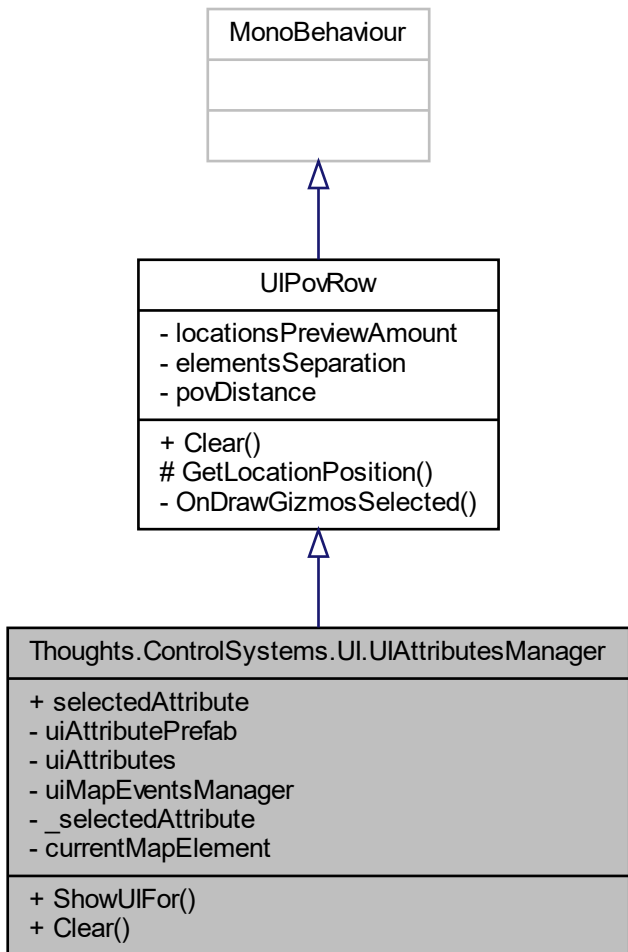 MonoBehaviour
UIPovRow
- locationsPreviewAmount
- elementsSeparation
- povDistance
+ Clear()
# GetLocationPosition()
- OnDrawGizmosSelected()
Thoughts.ControlSystems.UI.UIAttributesManager
+ selectedAttribute
- uiAttributePrefab
- uiAttributes
- uiMapEventsManager
- _selectedAttribute
- currentMapElement
+ ShowUIFor()
+ Clear()